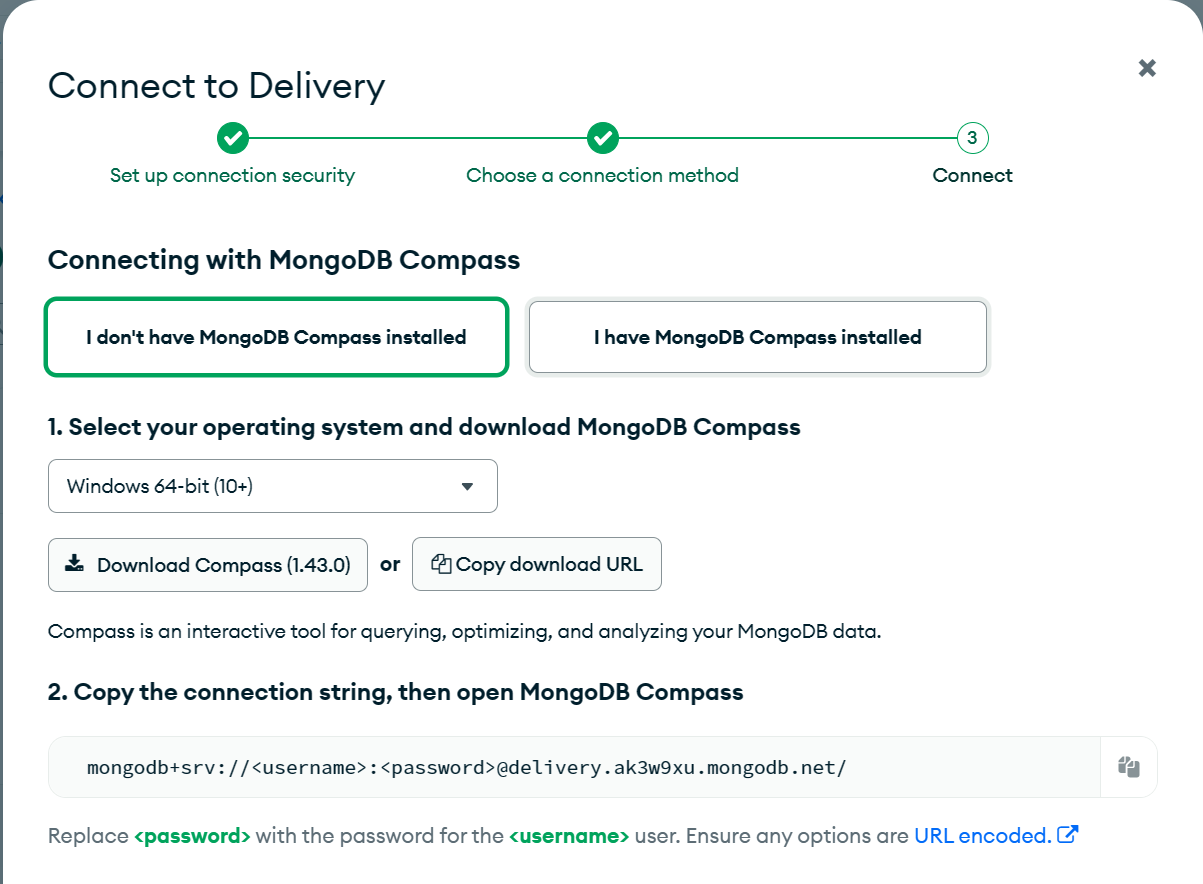 Connect to Delivery
3
Set up connection security
Choose a connection method
Connect
Connecting with MongoDB Compass
I don't have MongoDB Compass installed
I have MongoDB Compass installed
1. Select your operating system and download MongoDB Compass
Windows 64-bit (10+)
Download Compass (1.43.0)
or
Copy download URL
Compass is an interactive tool for querying, optimizing, and analyzing your MongoDB data.
2. Copy the connection string, then open MongoDB Compass
mongodb+srv://<username>:<password>@delivery.ak3w9xu.mongodb.net/
Replace <password> with the password for the <username> user. Ensure any options are URL encoded.